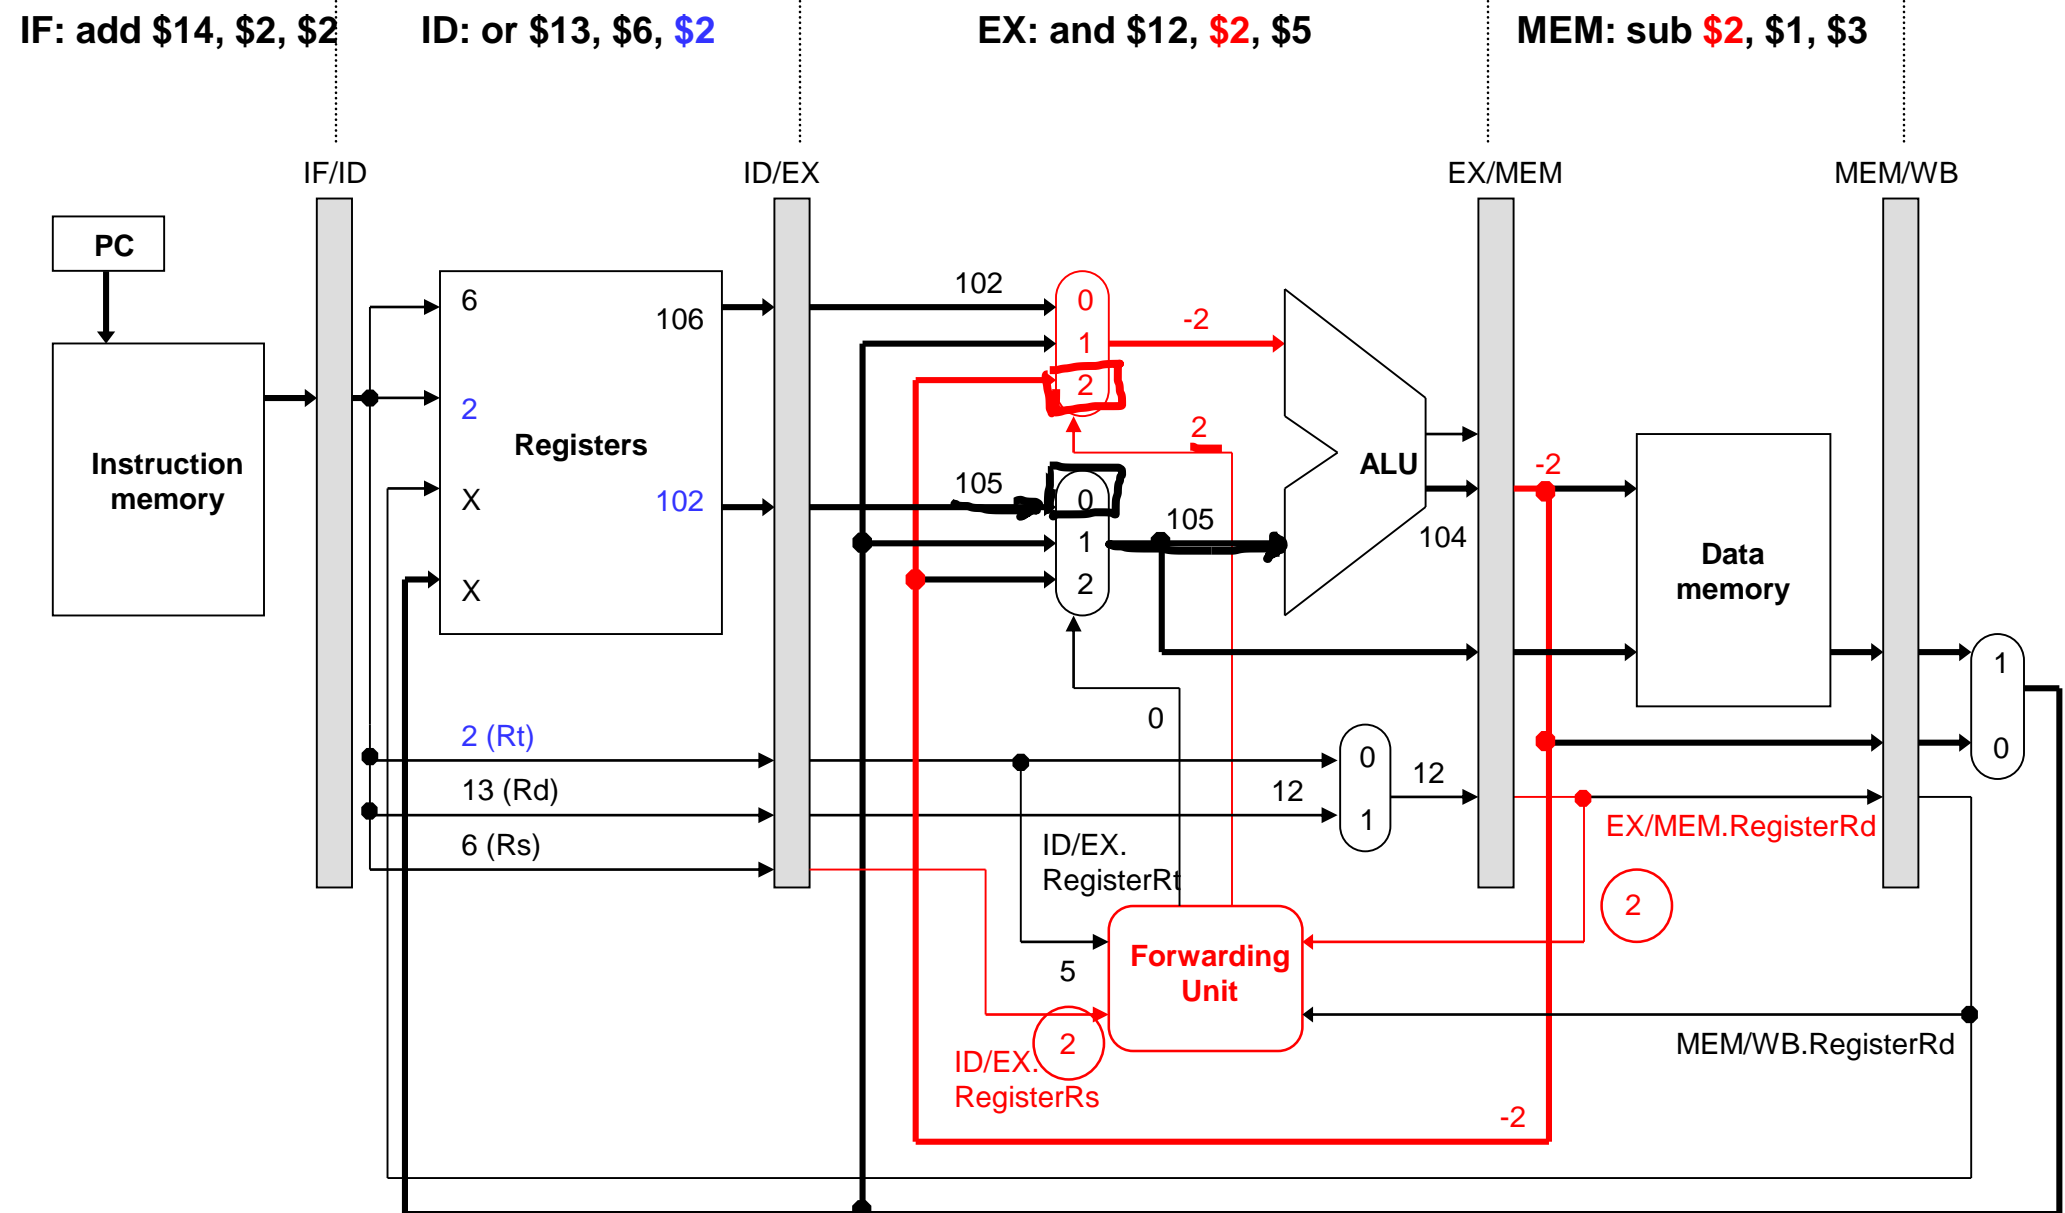 IF: add $14, $2, $2
ID: or $13, $6, $2
EX: and $12, $2, $5
MEM: sub $2, $1, $3
IF/ID
ID/EX
EX/MEM
MEM/WB
PC
Instruction
memory
6
2
X
X
Registers
106
102
102
0
1
2
-2
2
105
0
1
2
105
0
ALU
104
-2
Data
memory
1
0
2 (Rt)
13 (Rd)
6 (Rs)
12
0
1
12
ID/EX.
RegisterRt
EX/MEM.RegisterRd
2
5
Forwarding
Unit
2
ID/EX.
RegisterRs
MEM/WB.RegisterRd
-2